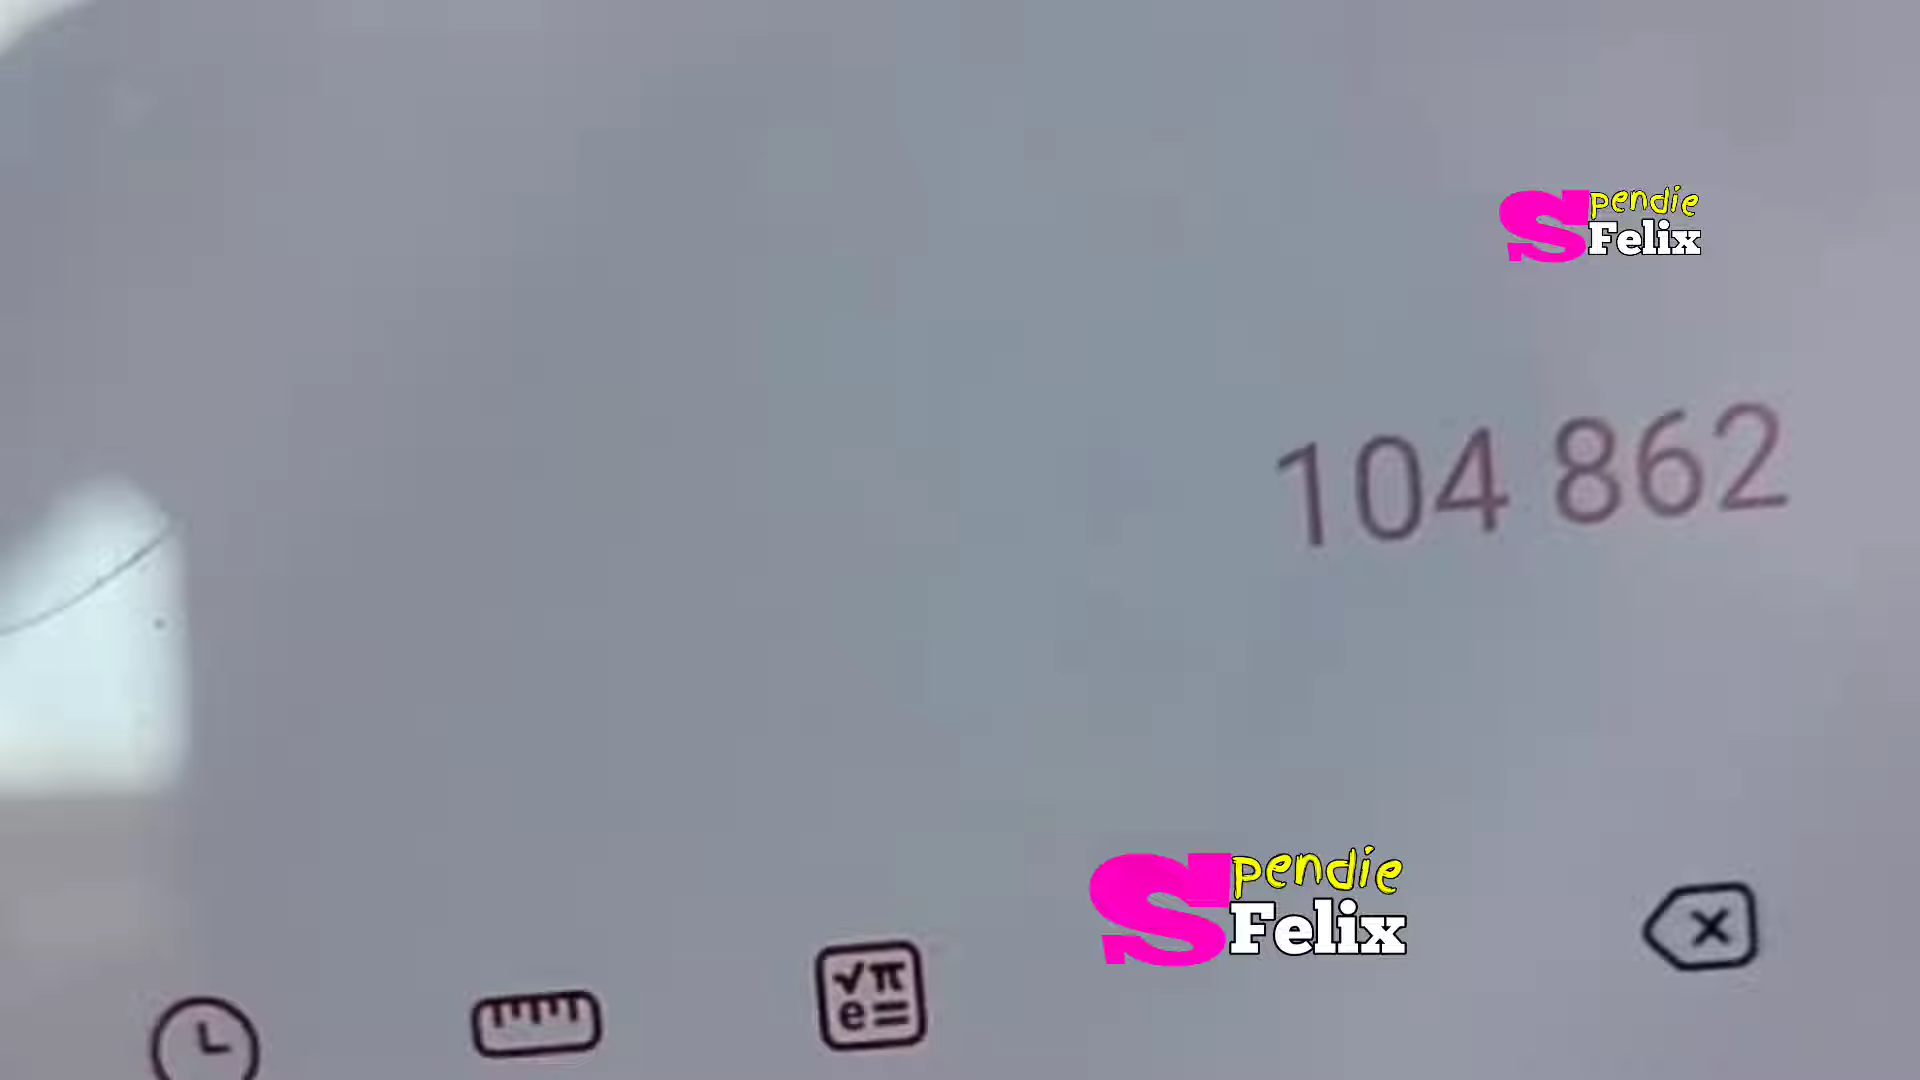 Spendie
Felix
104 862
Spendie
Felix
√π
e=